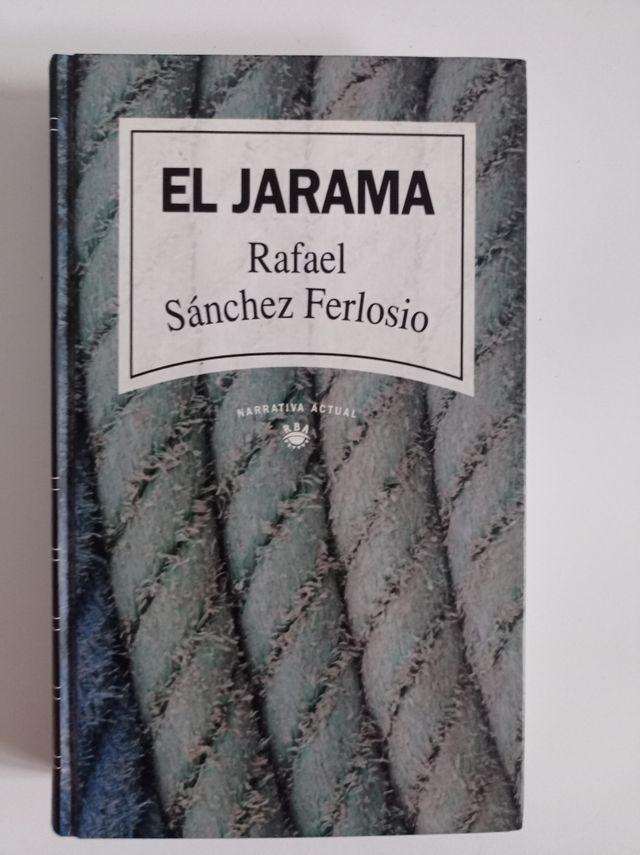 EL JARAMA
Rafael
Sánchez Ferlosio
NARRATIVA ACTUAL
RBA